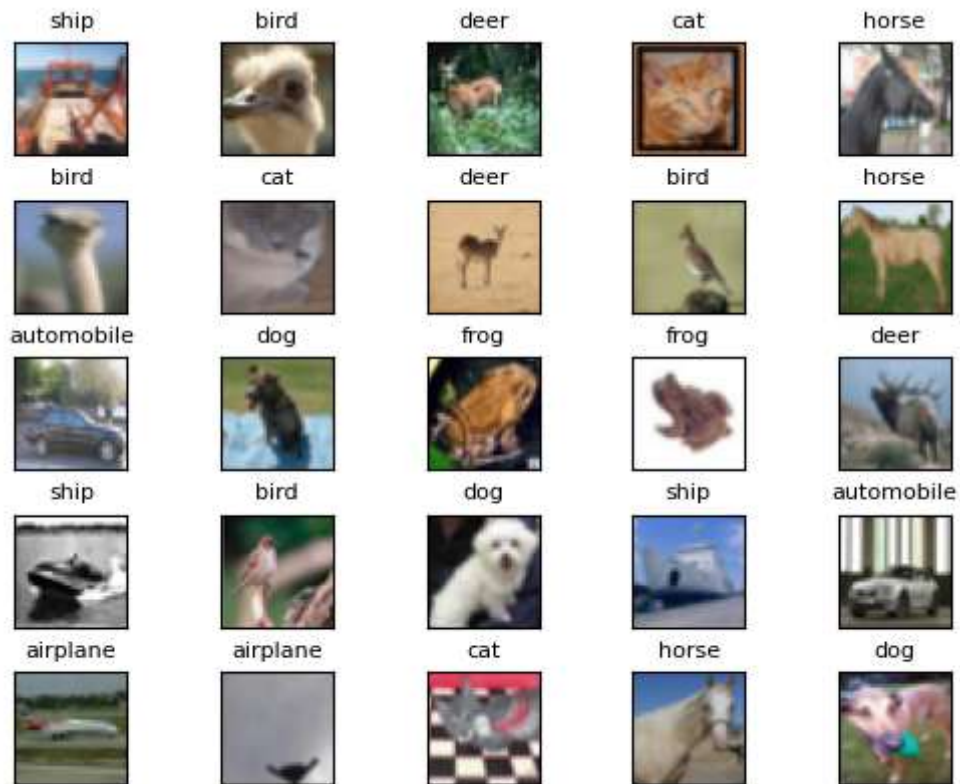 ship bird deer cat horse
bird cat deer bird horse
automobile dog frog frog deer
ship bird dog ship automobile
airplane airplane cat horse dog